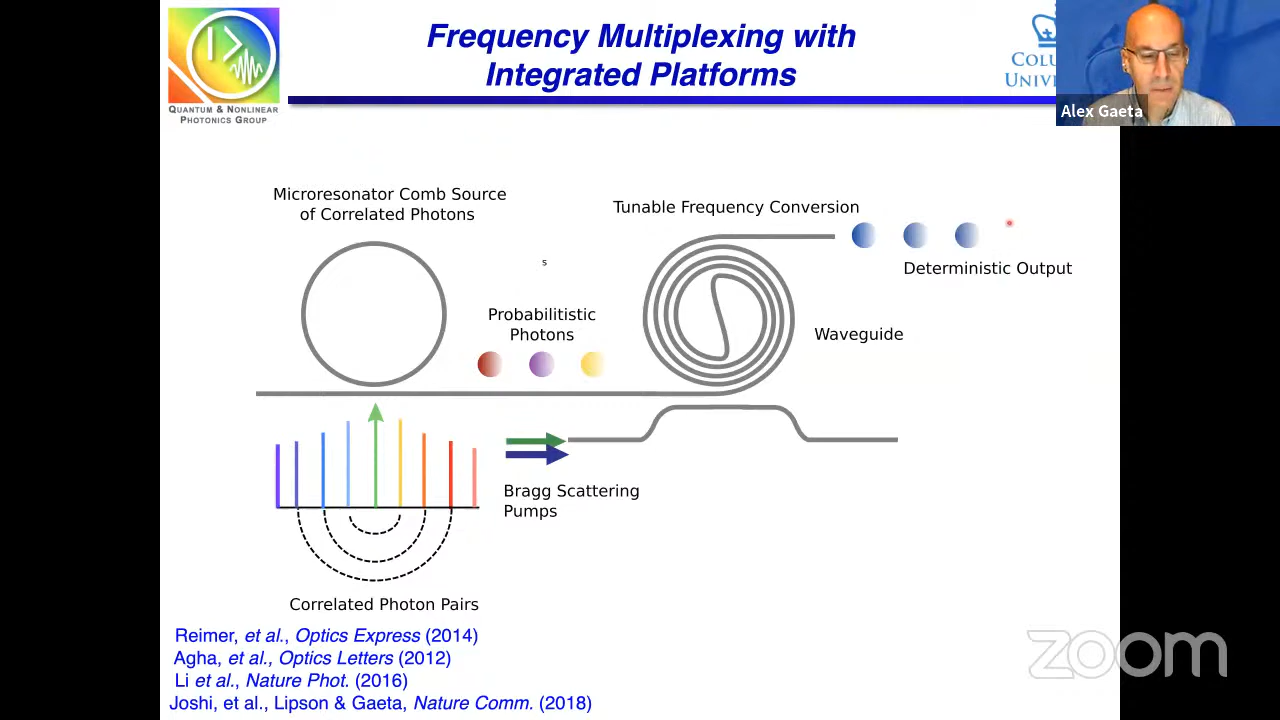 Frequency Multiplexing with
Integrated Platforms
QUANTUM & NONLINEAR
PHOTONICS GROUP
Alex Gaeta
Microresonator Comb Source
of Correlated Photons
Tunable Frequency Conversion
s
Deterministic Output
Probabilitistic
Photons
Waveguide
Bragg Scattering
Pumps
Correlated Photon Pairs
Reimer, et al., Optics Express (2014)
Agha, et al., Optics Letters (2012)
Li et al., Nature Phot. (2016)
Joshi, et al., Lipson & Gaeta, Nature Comm. (2018)
zoom